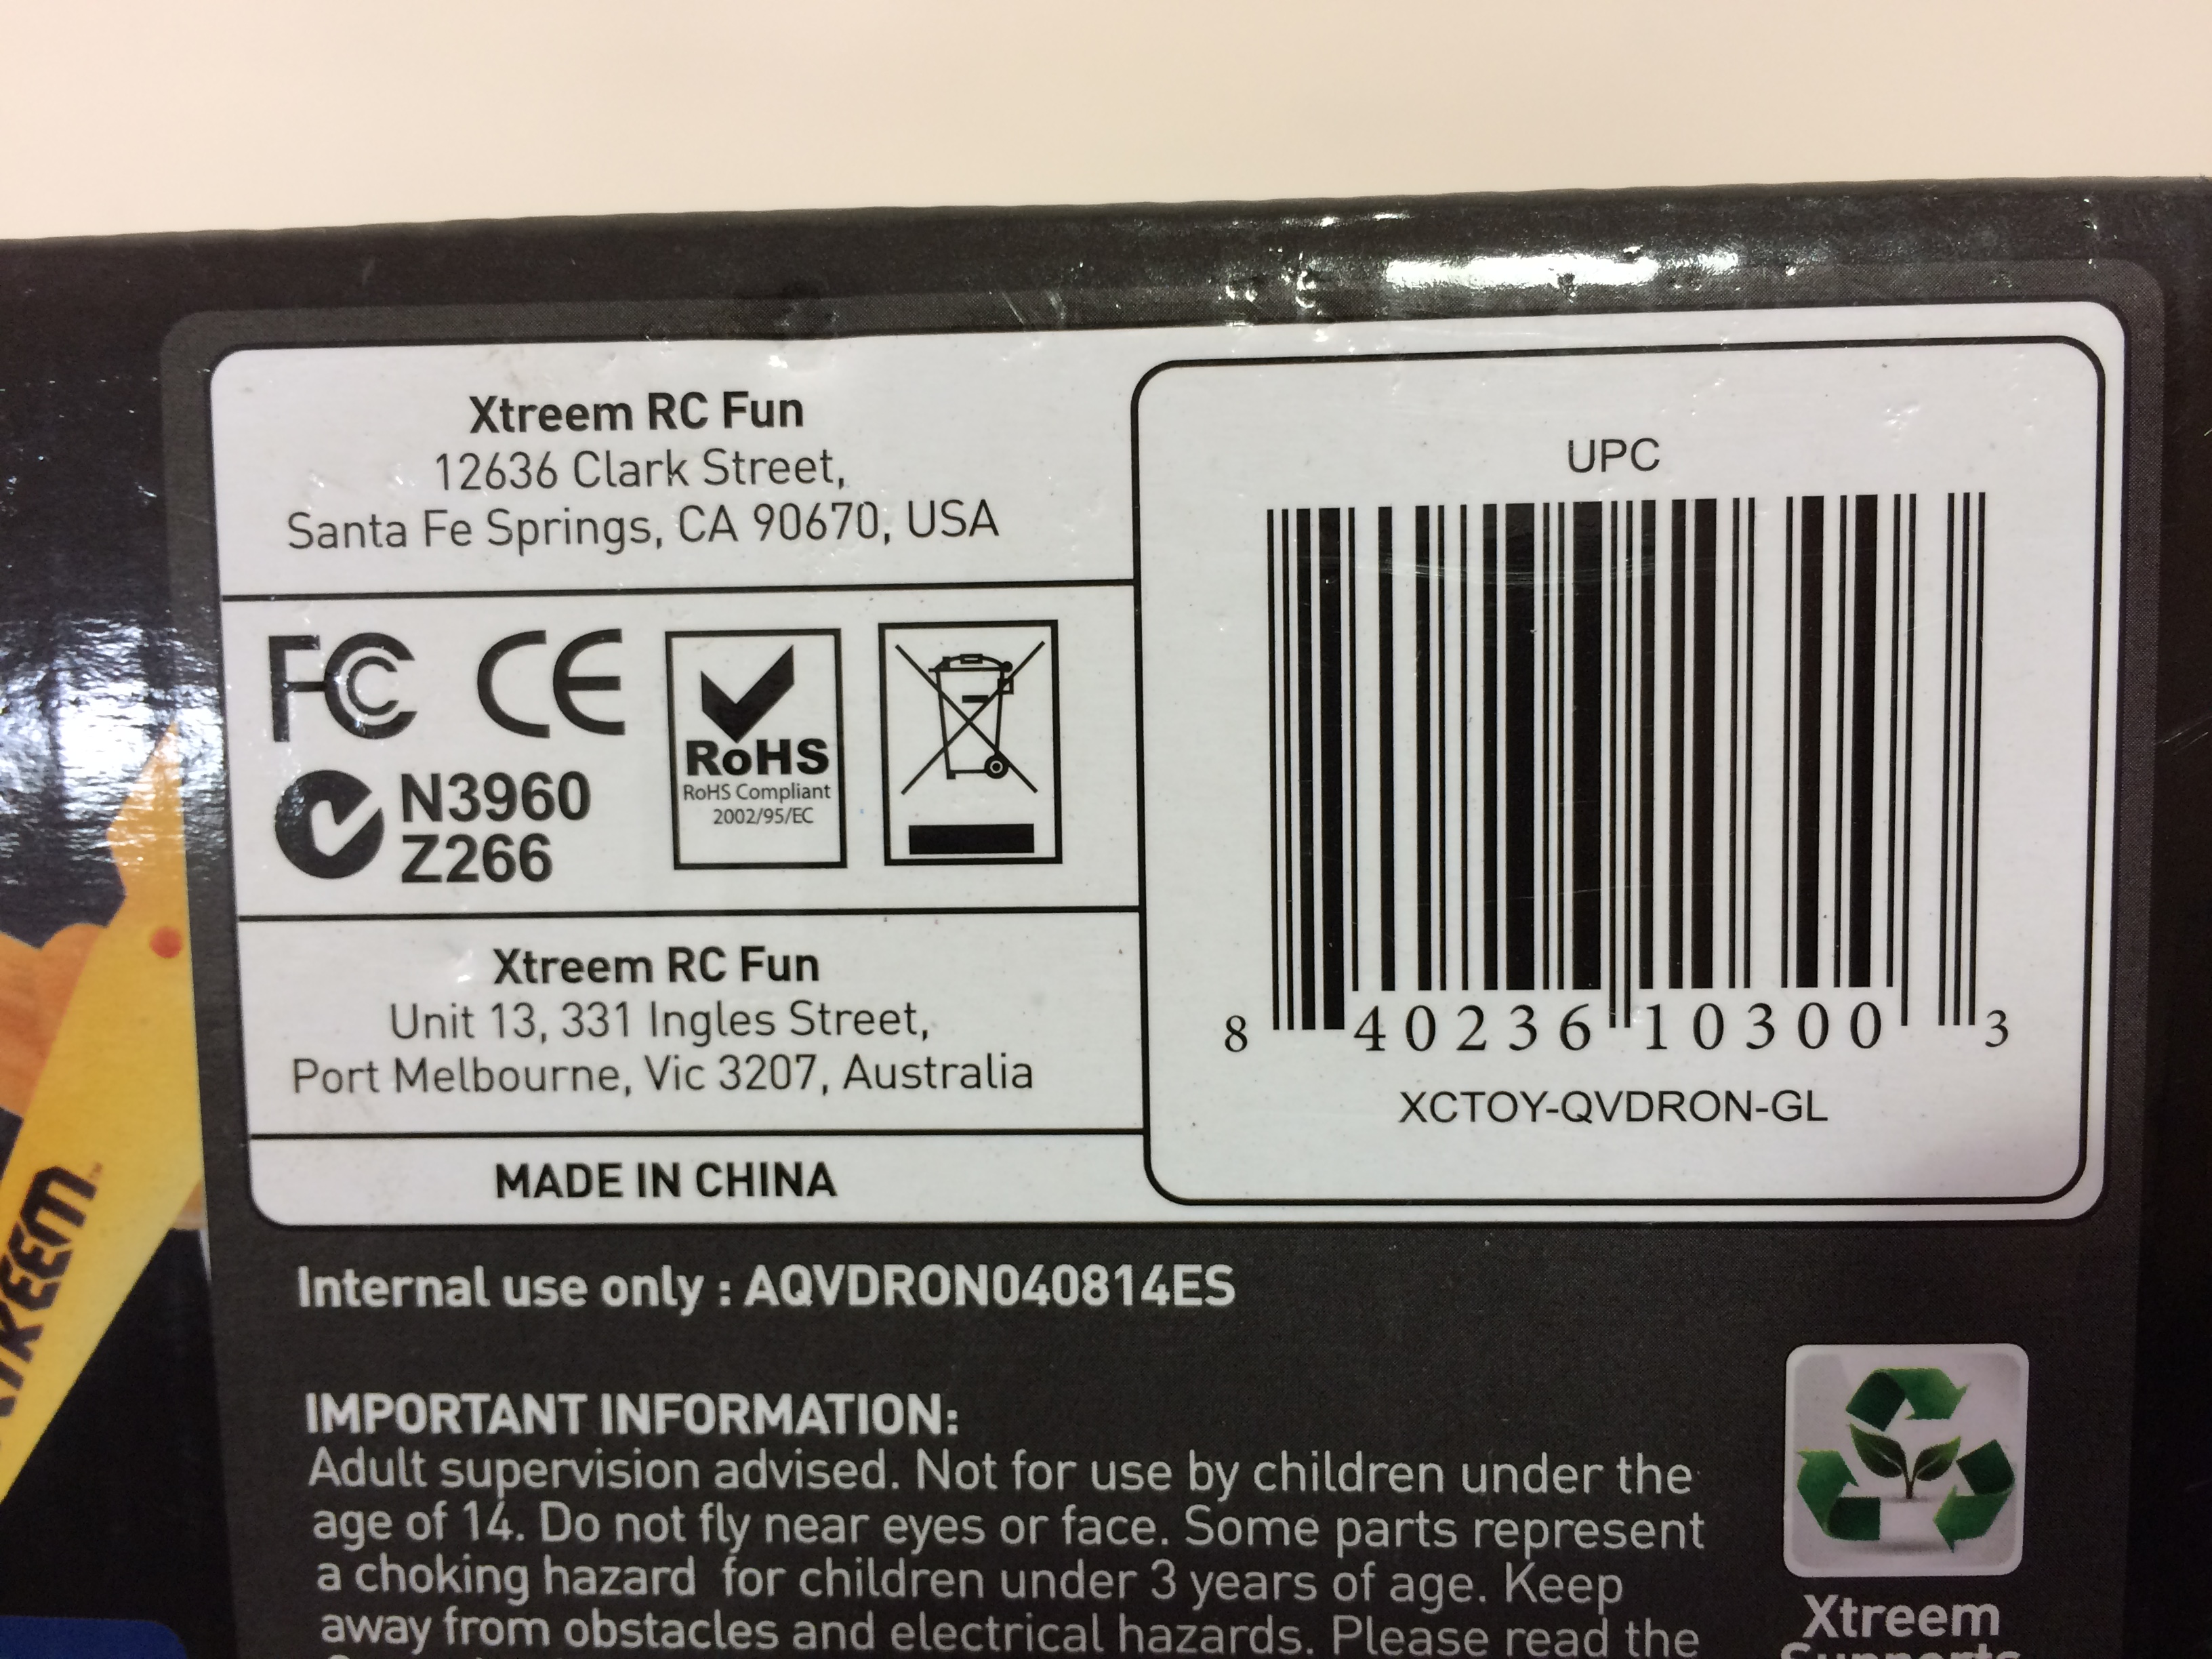 Xtreem RC Fun
12636 Clark Street,
Santa Fe Springs, CA 90670, USA
FC CE
N3960
Z266
RoHS
RoHS Compliant
2002/95/EC
Xtreem RC Fun
Unit 13, 331 Ingles Street,
Port Melbourne, Vic 3207, Australia
MADE IN CHINA
UPC
8 40236 10300 3
XCTOY-QVDRON-GL
Internal use only : AQVDRON040814ES
IMPORTANT INFORMATION:
Adult supervision advised. Not for use by children under the
age of 14. Do not fly near eyes or face. Some parts represent
a choking hazard for children under 3 years of age. Keep
away from obstacles and electrical hazards. Please read the
Xtreem
Supports